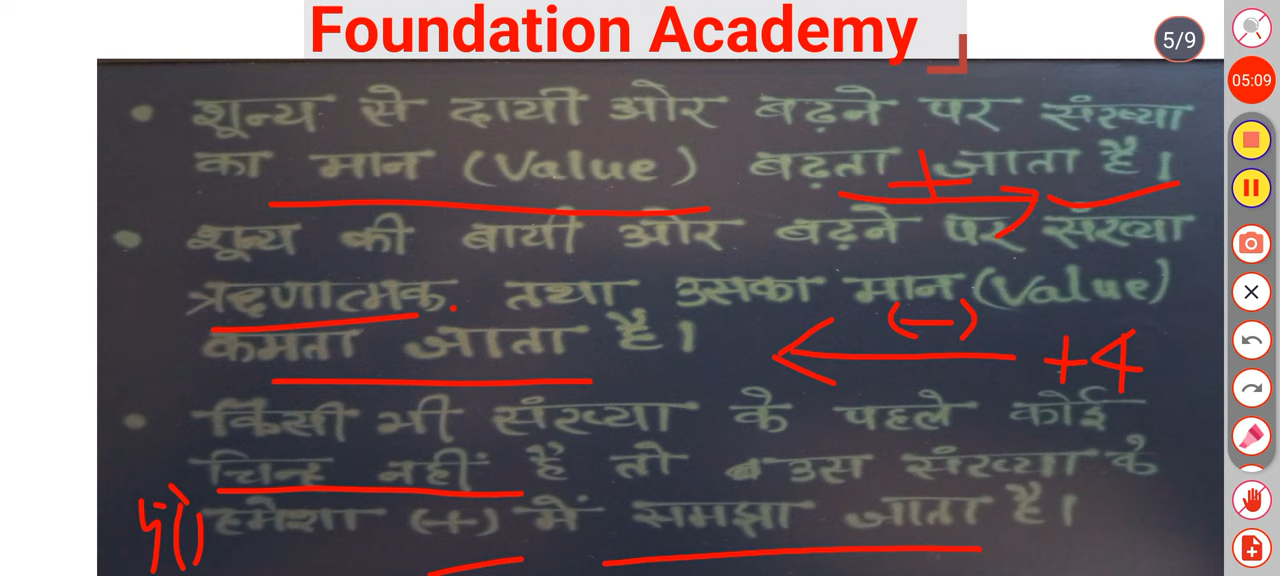 Foundation Academy
5/9
05:09
• शून्य से दायी ओर बढ़ने पर संख्या
का मान (Value) बढ़ता जाता है।
+
• शून्य की बायी ओर बढ़ने पर संख्या
ऋणात्मक. तथा उसका मान (Value)
(-)
कमता जाता है।
+4
• किसी भी संख्या के पहले कोई
चिन्ह नहीं है तो उस संख्या के
हमेशा (+) में समझा जाता है।